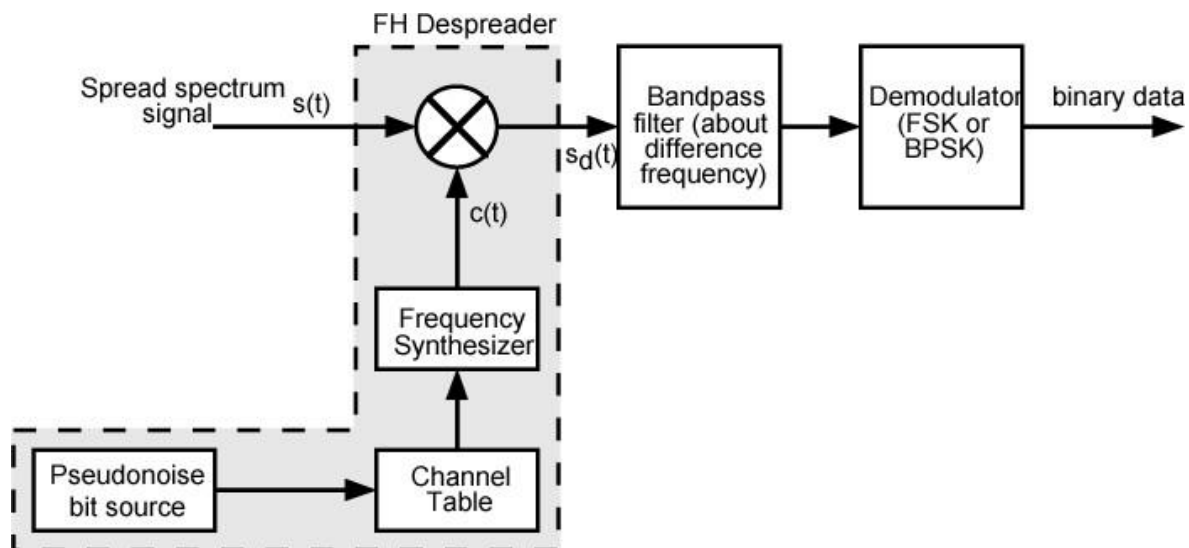 FH Despreader
Spread spectrum
signal
s(t)
sd(t)
Bandpass
filter (about
difference
frequency)
Demodulator
(FSK or
BPSK)
binary data
c(t)
Frequency
Synthesizer
Pseudonoise
bit source
Channel
Table